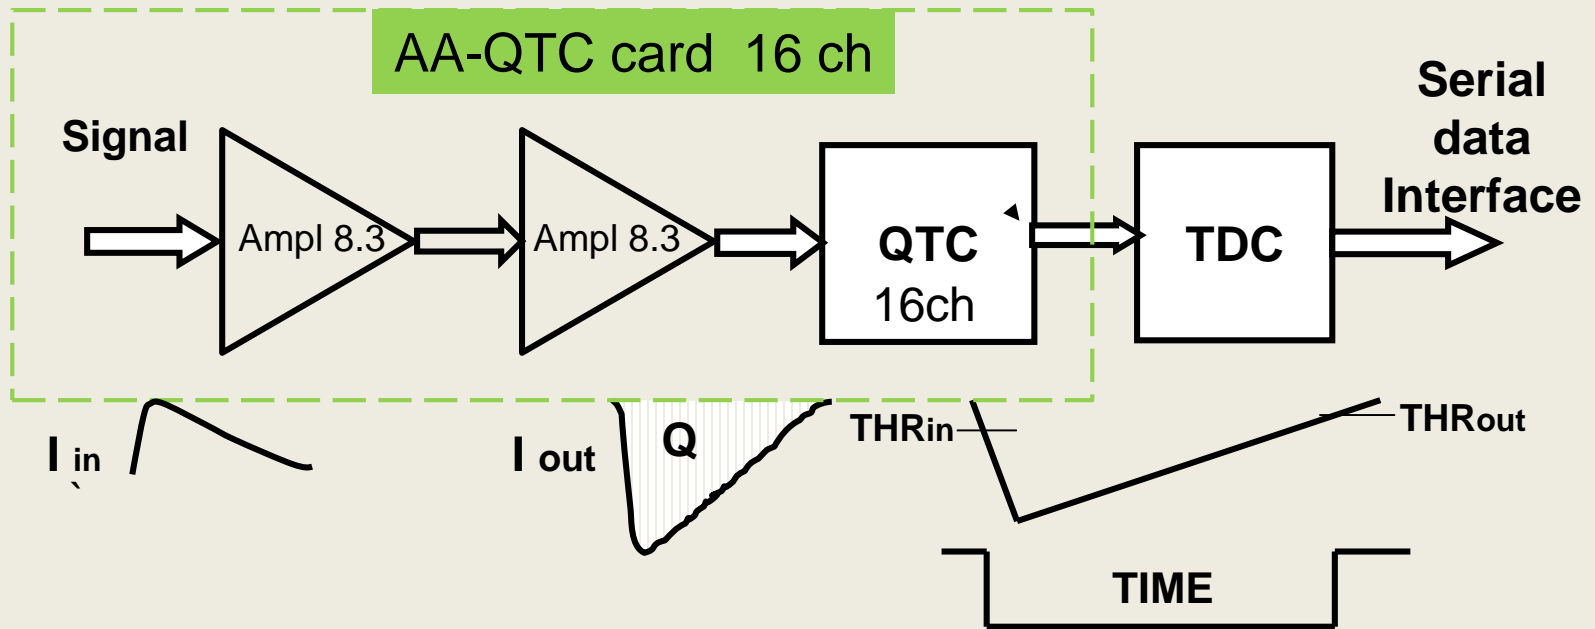 AA-QTC card 16 ch
Signal
Serial
data
Interface
Ampl 8.3
Ampl 8.3
QTC
16ch
TDC
I in
`
I out
Q
THRin
THRout
TIME